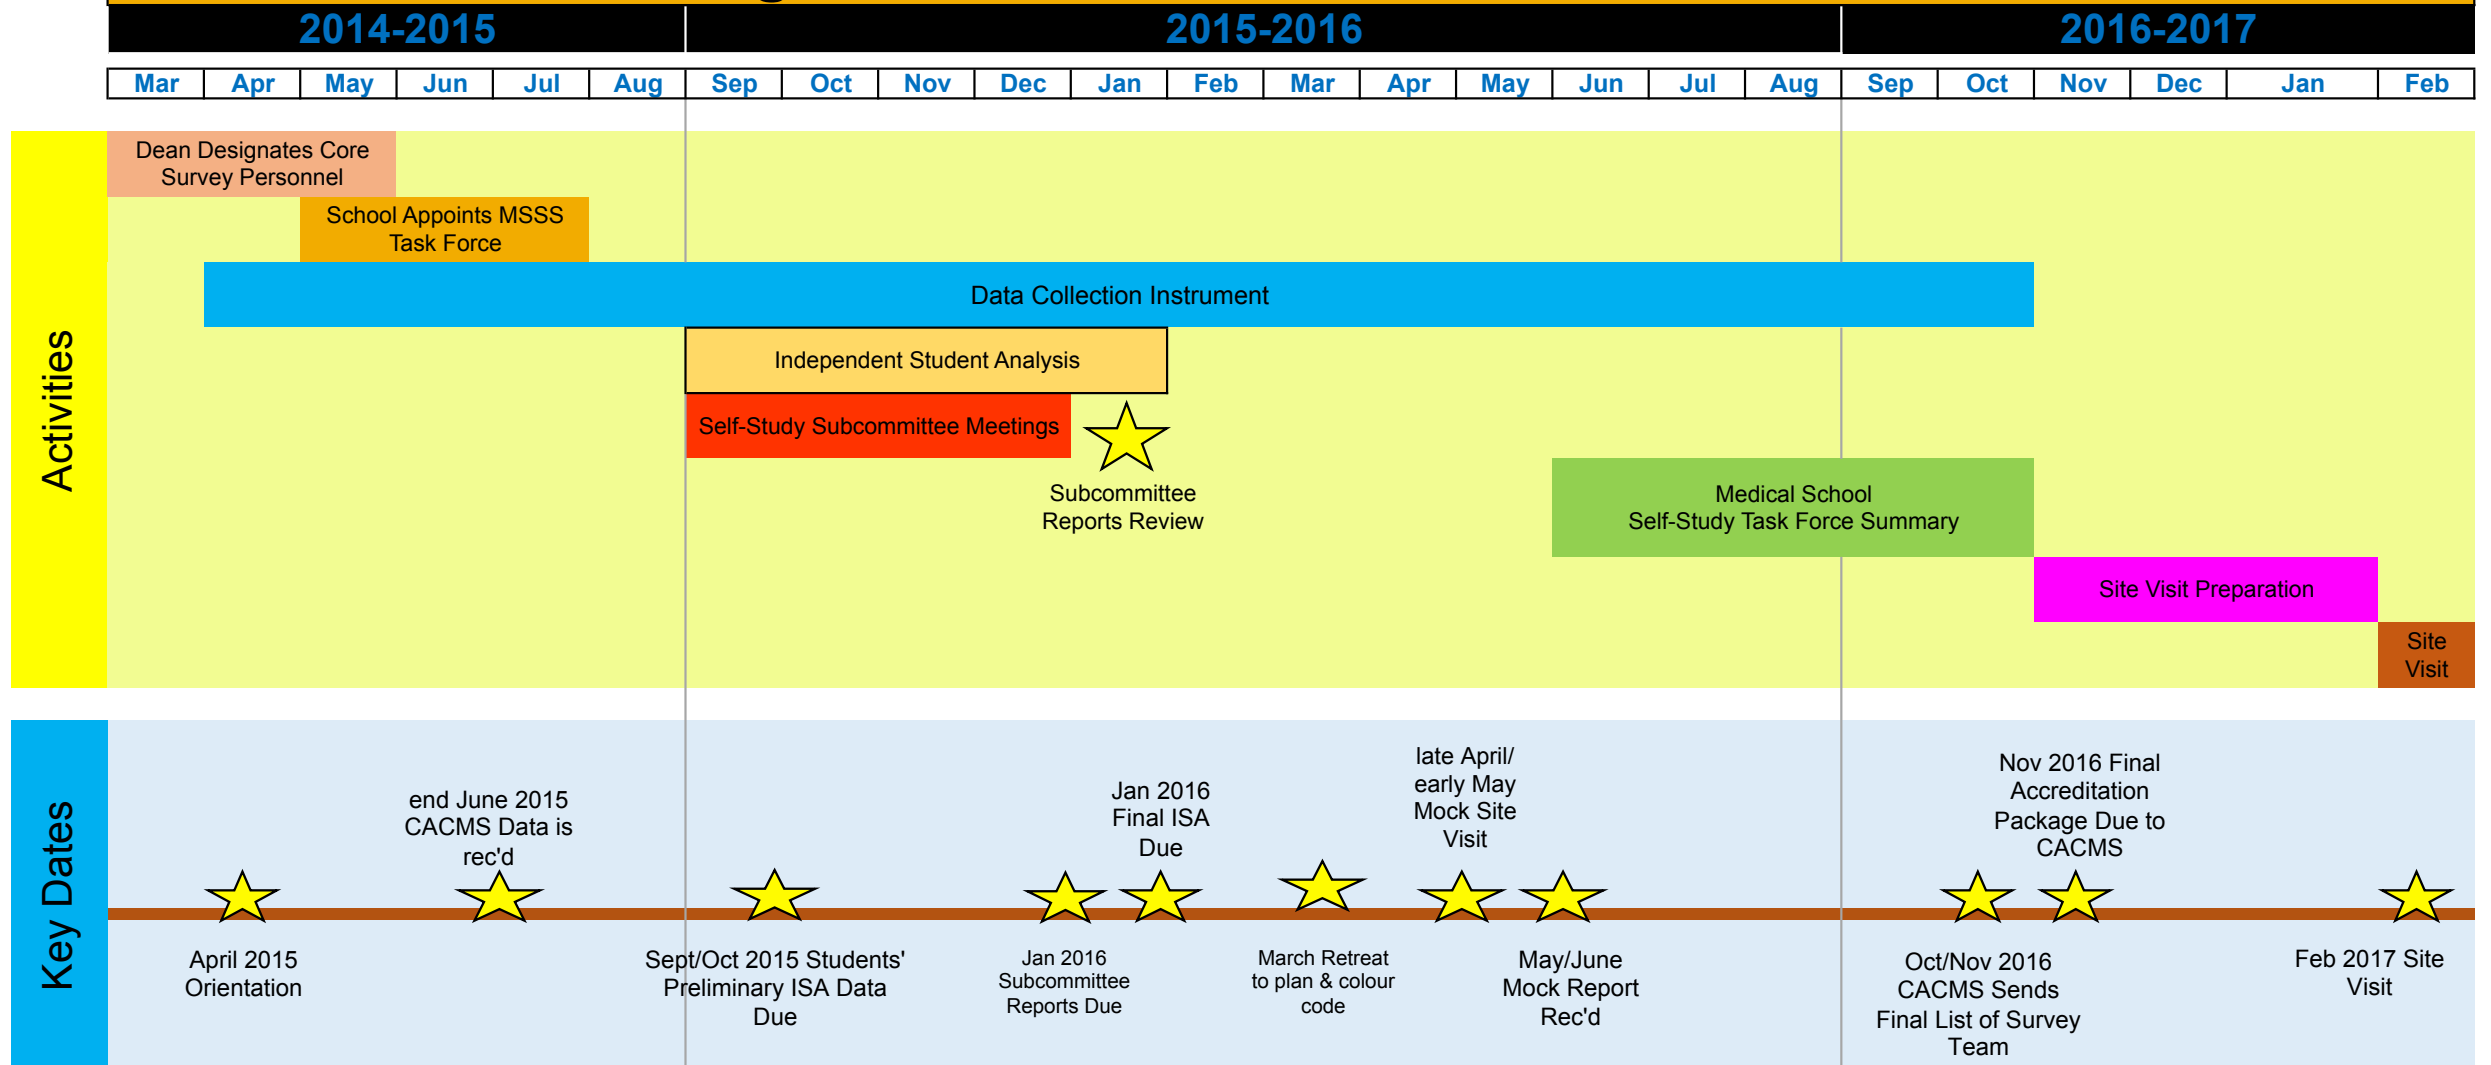 2014-2015 2015-2016 2016-2017
Mar Apr May Jun Jul Aug Sep Oct Nov Dec Jan Feb Mar Apr May Jun Jul Aug Sep Oct Nov Dec Jan Feb
Activities
Dean Designates Core
Survey Personnel
School Appoints MSSS
Task Force
Data Collection Instrument
Independent Student Analysis
Self-Study Subcommittee Meetings
Subcommittee
Reports Review
Medical School
Self-Study Task Force Summary
Site Visit Preparation
Site
Visit
Key Dates
end June 2015
CACMS Data is
rec'd
Jan 2016
Final ISA
Due
late April/
early May
Mock Site
Visit
Nov 2016 Final
Accreditation
Package Due to
CACMS
April 2015
Orientation
Sept/Oct 2015 Students'
Preliminary ISA Data
Due
Jan 2016
Subcommittee
Reports Due
March Retreat
to plan & colour
code
May/June
Mock Report
Rec'd
Oct/Nov 2016
CACMS Sends
Final List of Survey
Team
Feb 2017 Site
Visit